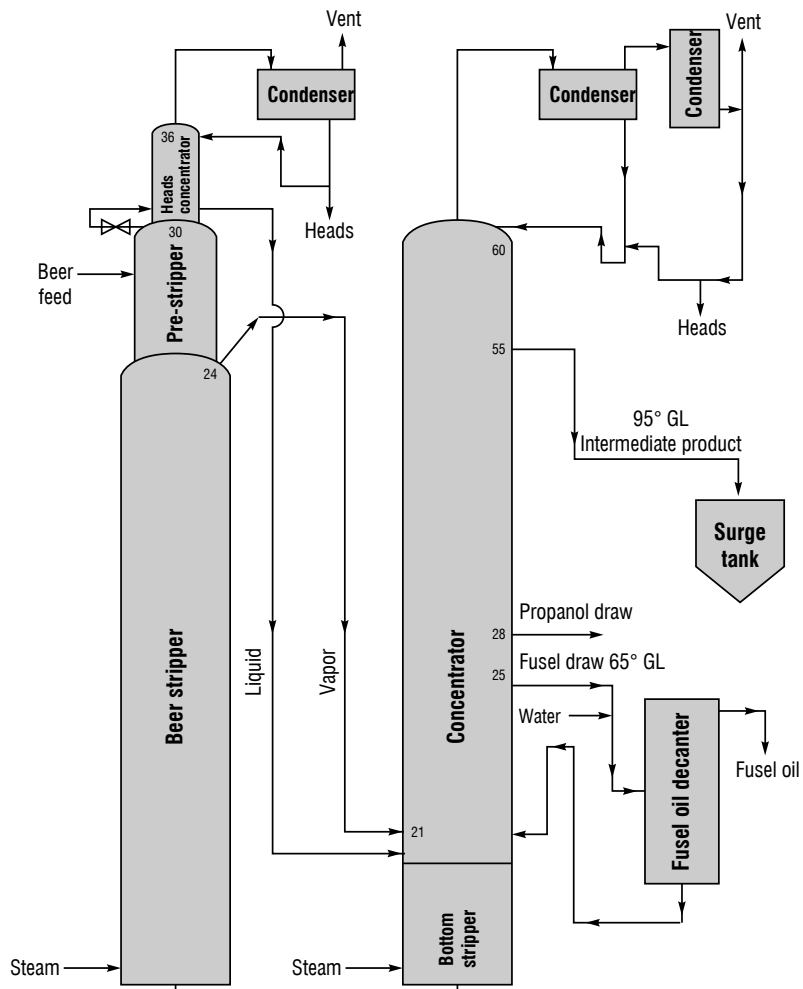 Vent
Condenser
36
Heads
concentrator
Heads
30
Beer
feed
Pre-stripper
24
Beer stripper
Liquid
Vapor
Steam
Condenser
Condenser
Vent
60
Heads
55
95° GL
Intermediate product
Surge
tank
Propanol draw
28
Fusel draw 65° GL
25
Water
Concentrator
Fusel oil decanter
Fusel oil
21
Bottom
stripper
Steam